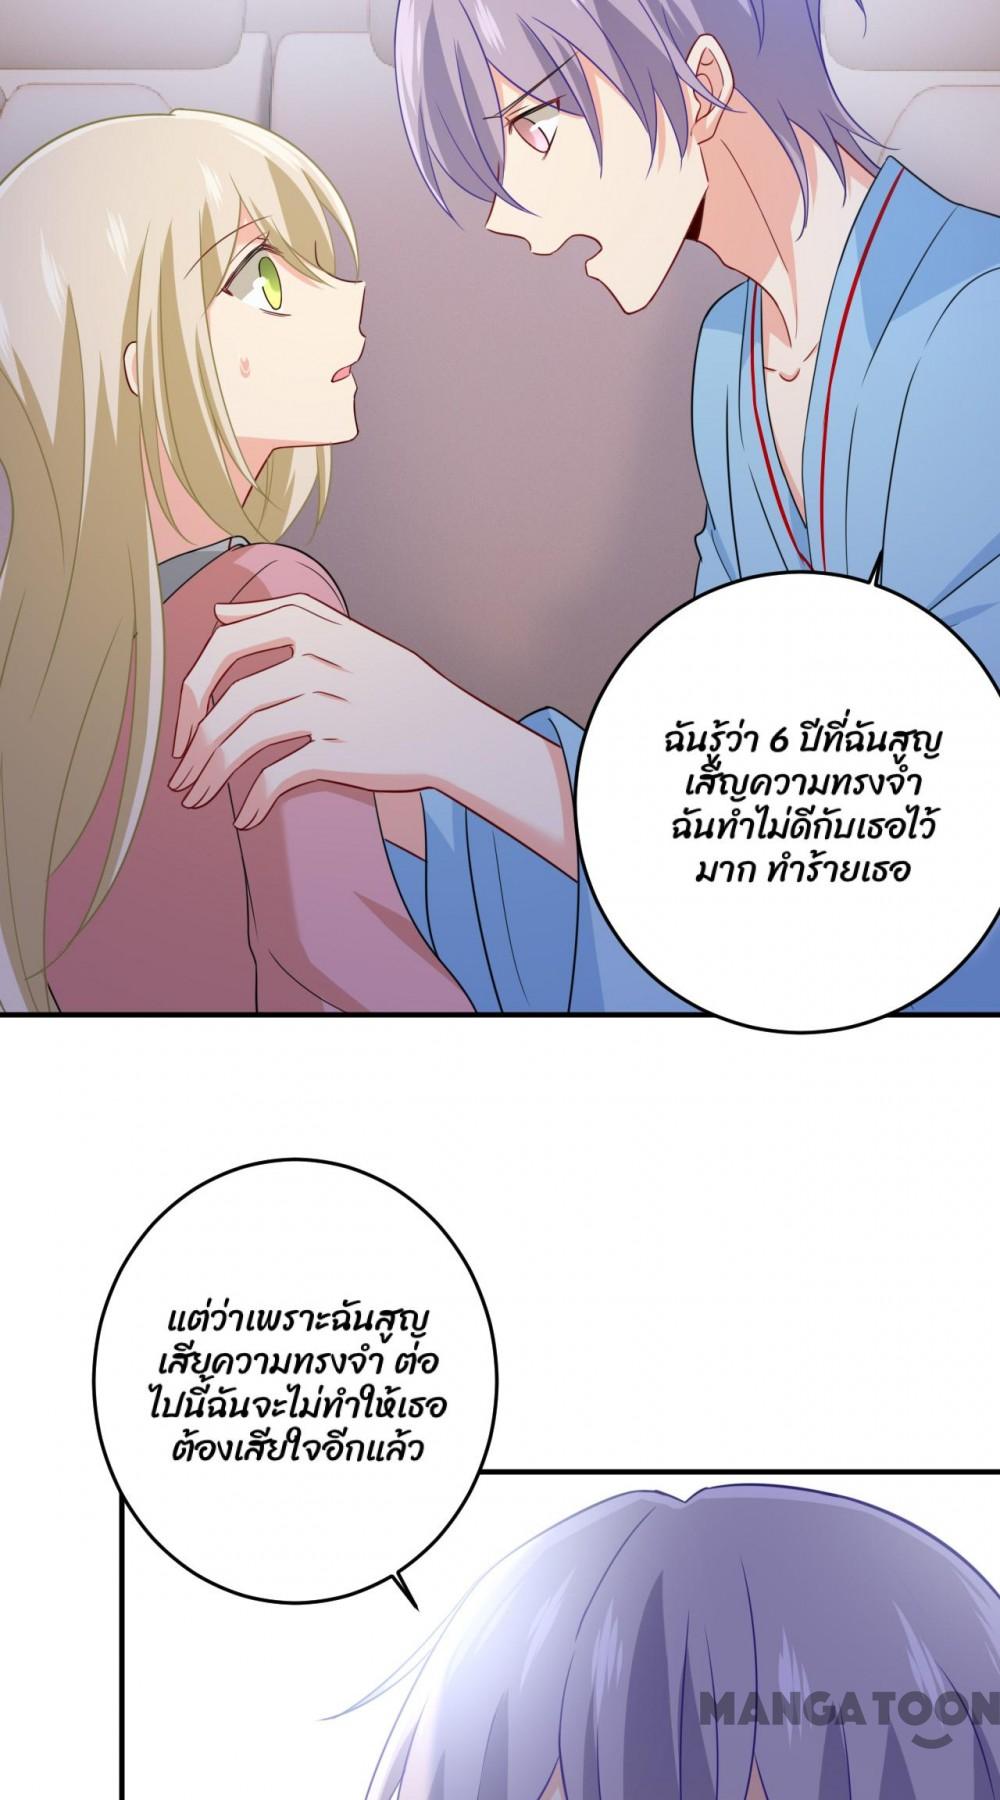 ฉันรู้ว่า 6 ปีที่ฉันสูญ
เสียความทรงจำ
ฉันทำไม่ดีกับเธอไว้
มาก ทำร้ายเธอ
แต่ว่าเพราะฉันสูญ
เสียความทรงจำ ต่อ
ไปนี้ฉันจะไม่ทำให้เธอ
ต้องเสียใจอีกแล้ว
MANGATOON